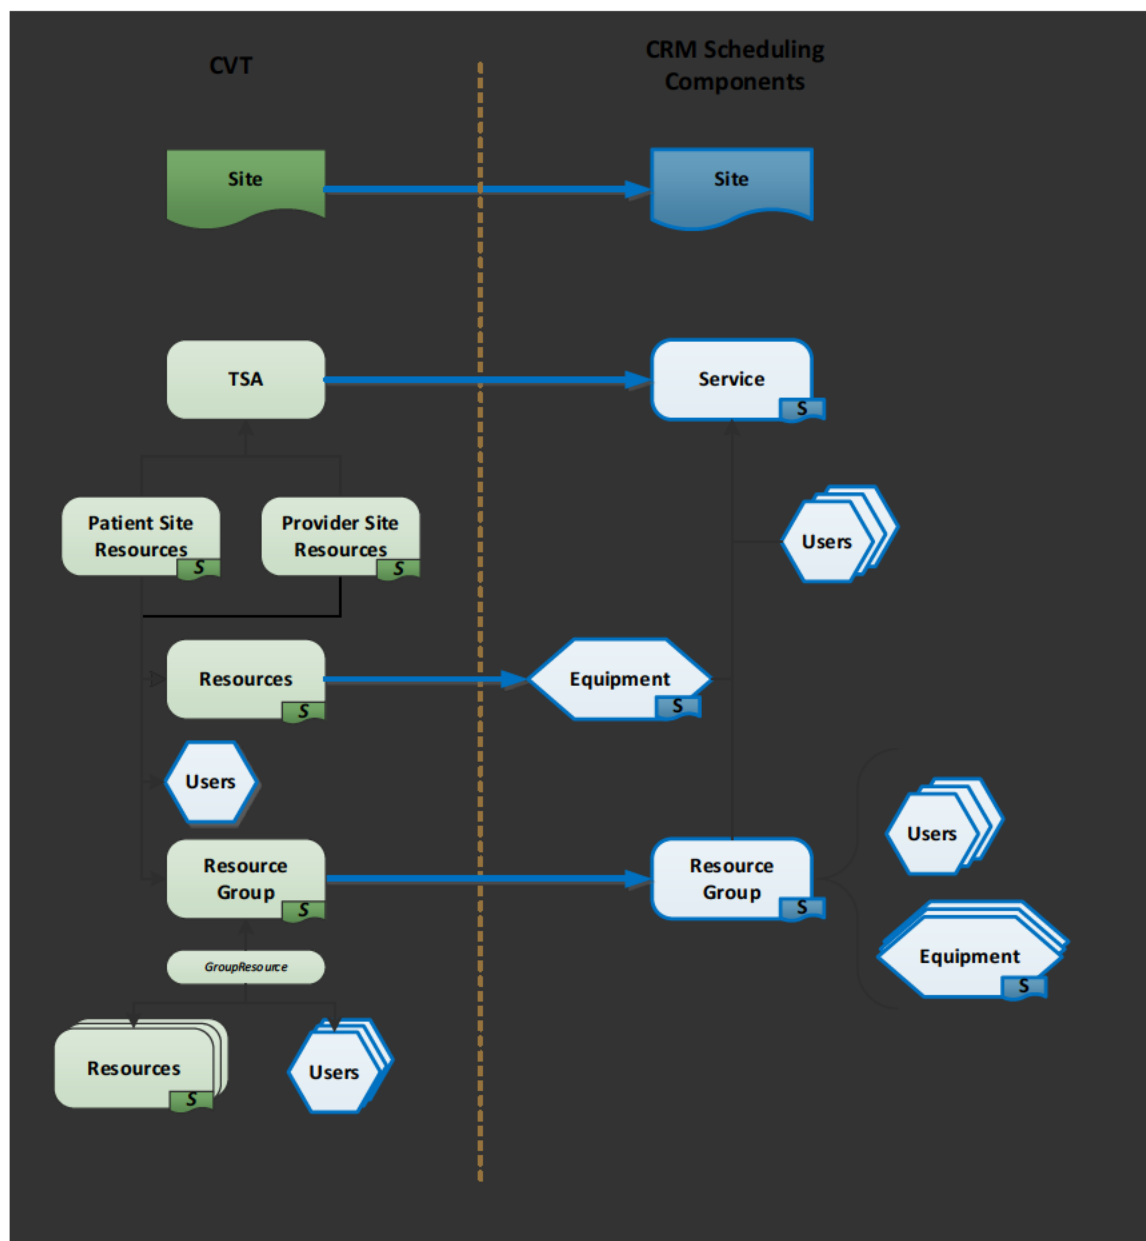 CVT
CRM Scheduling
Components
Site
Site
TSA
Service
S
Patient Site
Resources
S
Provider Site
Resources
S
Users
Resources
S
Equipment
S
Users
Resource
Group
S
Resource
Group
S
Users
Equipment
S
GroupResource
Resources
S
Users